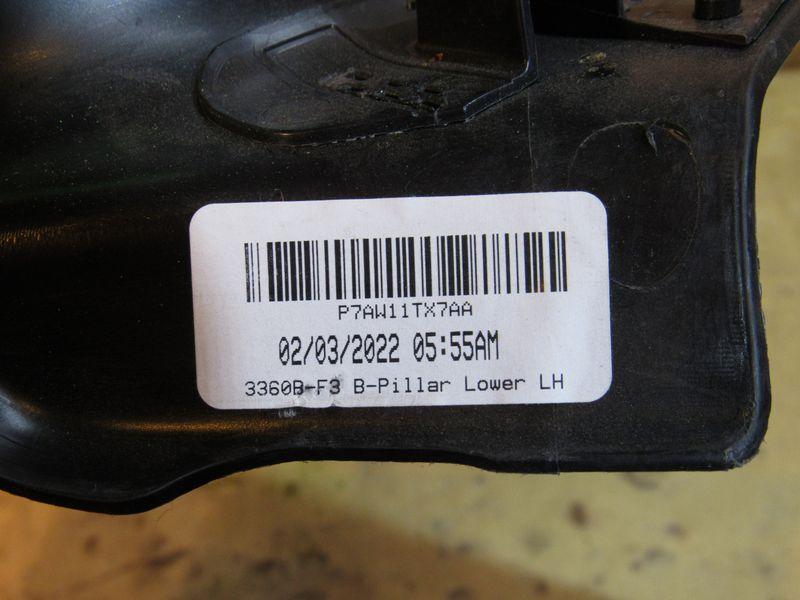 P7AW11TX7AA
02/03/2022 05:55AM
3360B-F3 B-Pillar Lower LH